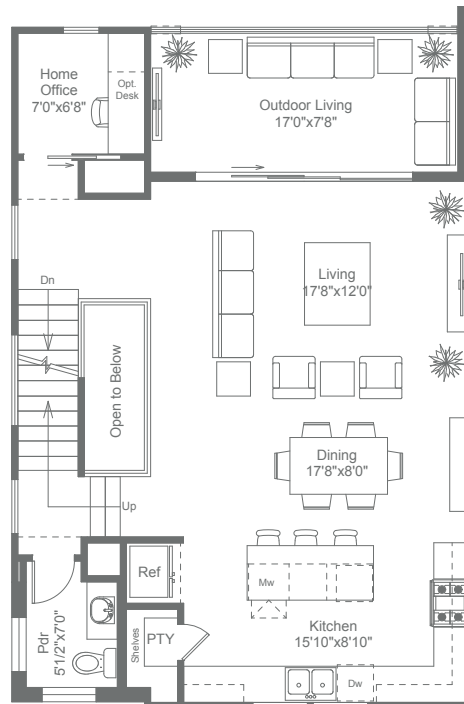 Home
Office
7'0"x6'8"
Opt.
Desk
Outdoor Living
17'0"x7'8"
Living
17'8"x12'0"
Dn
Open to Below
Dining
17'8"x8'0"
Up
Ref
Mw
Pdr
5'1/2"x7'0"
Shelves
PTY
Kitchen
15'10"x8'10"
Dw